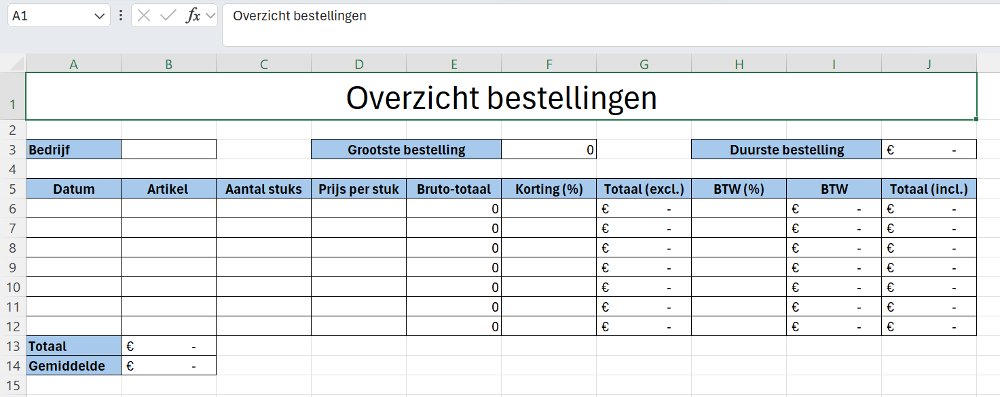 A1 fx Overzicht bestellingen
A B C D E F G H I J
1 Overzicht bestellingen
2
3 Bedrijf Grootste bestelling 0 Duurste bestelling € -
4
5 Datum Artikel Aantal stuks Prijs per stuk Bruto-totaal Korting (%) Totaal (excl.) BTW (%) BTW Totaal (incl.)
6 0 € - € - € -
7 0 € - € - € -
8 0 € - € - € -
9 0 € - € - € -
10 0 € - € - € -
11 0 € - € - € -
12 0 € - € - € -
13 Totaal € -
14 Gemiddelde € -
15